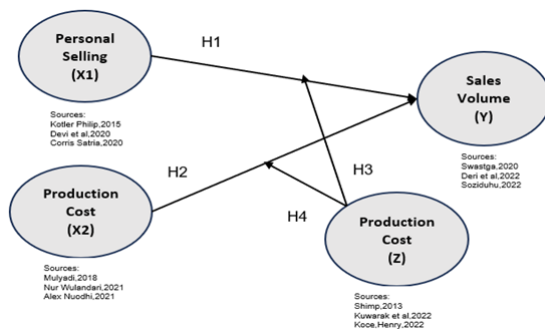 Personal
Selling
(X1)
H1
Sales
Volume
(Y)
Sources:
Kotler Philip,2015
Devi et al,2020
Corris Satria,2020
Sources:
Swastga,2020
Deri et al,2022
Soziduhu,2022
H2
H3
H4
Production
Cost
(X2)
Production
Cost
(Z)
Sources:
Mulyadi,2018
Nur Wulandari,2021
Alex Nuodhi,2021
Sources:
Shimp,2013
Kuwarak et al,2022
Koce,Henry,2022